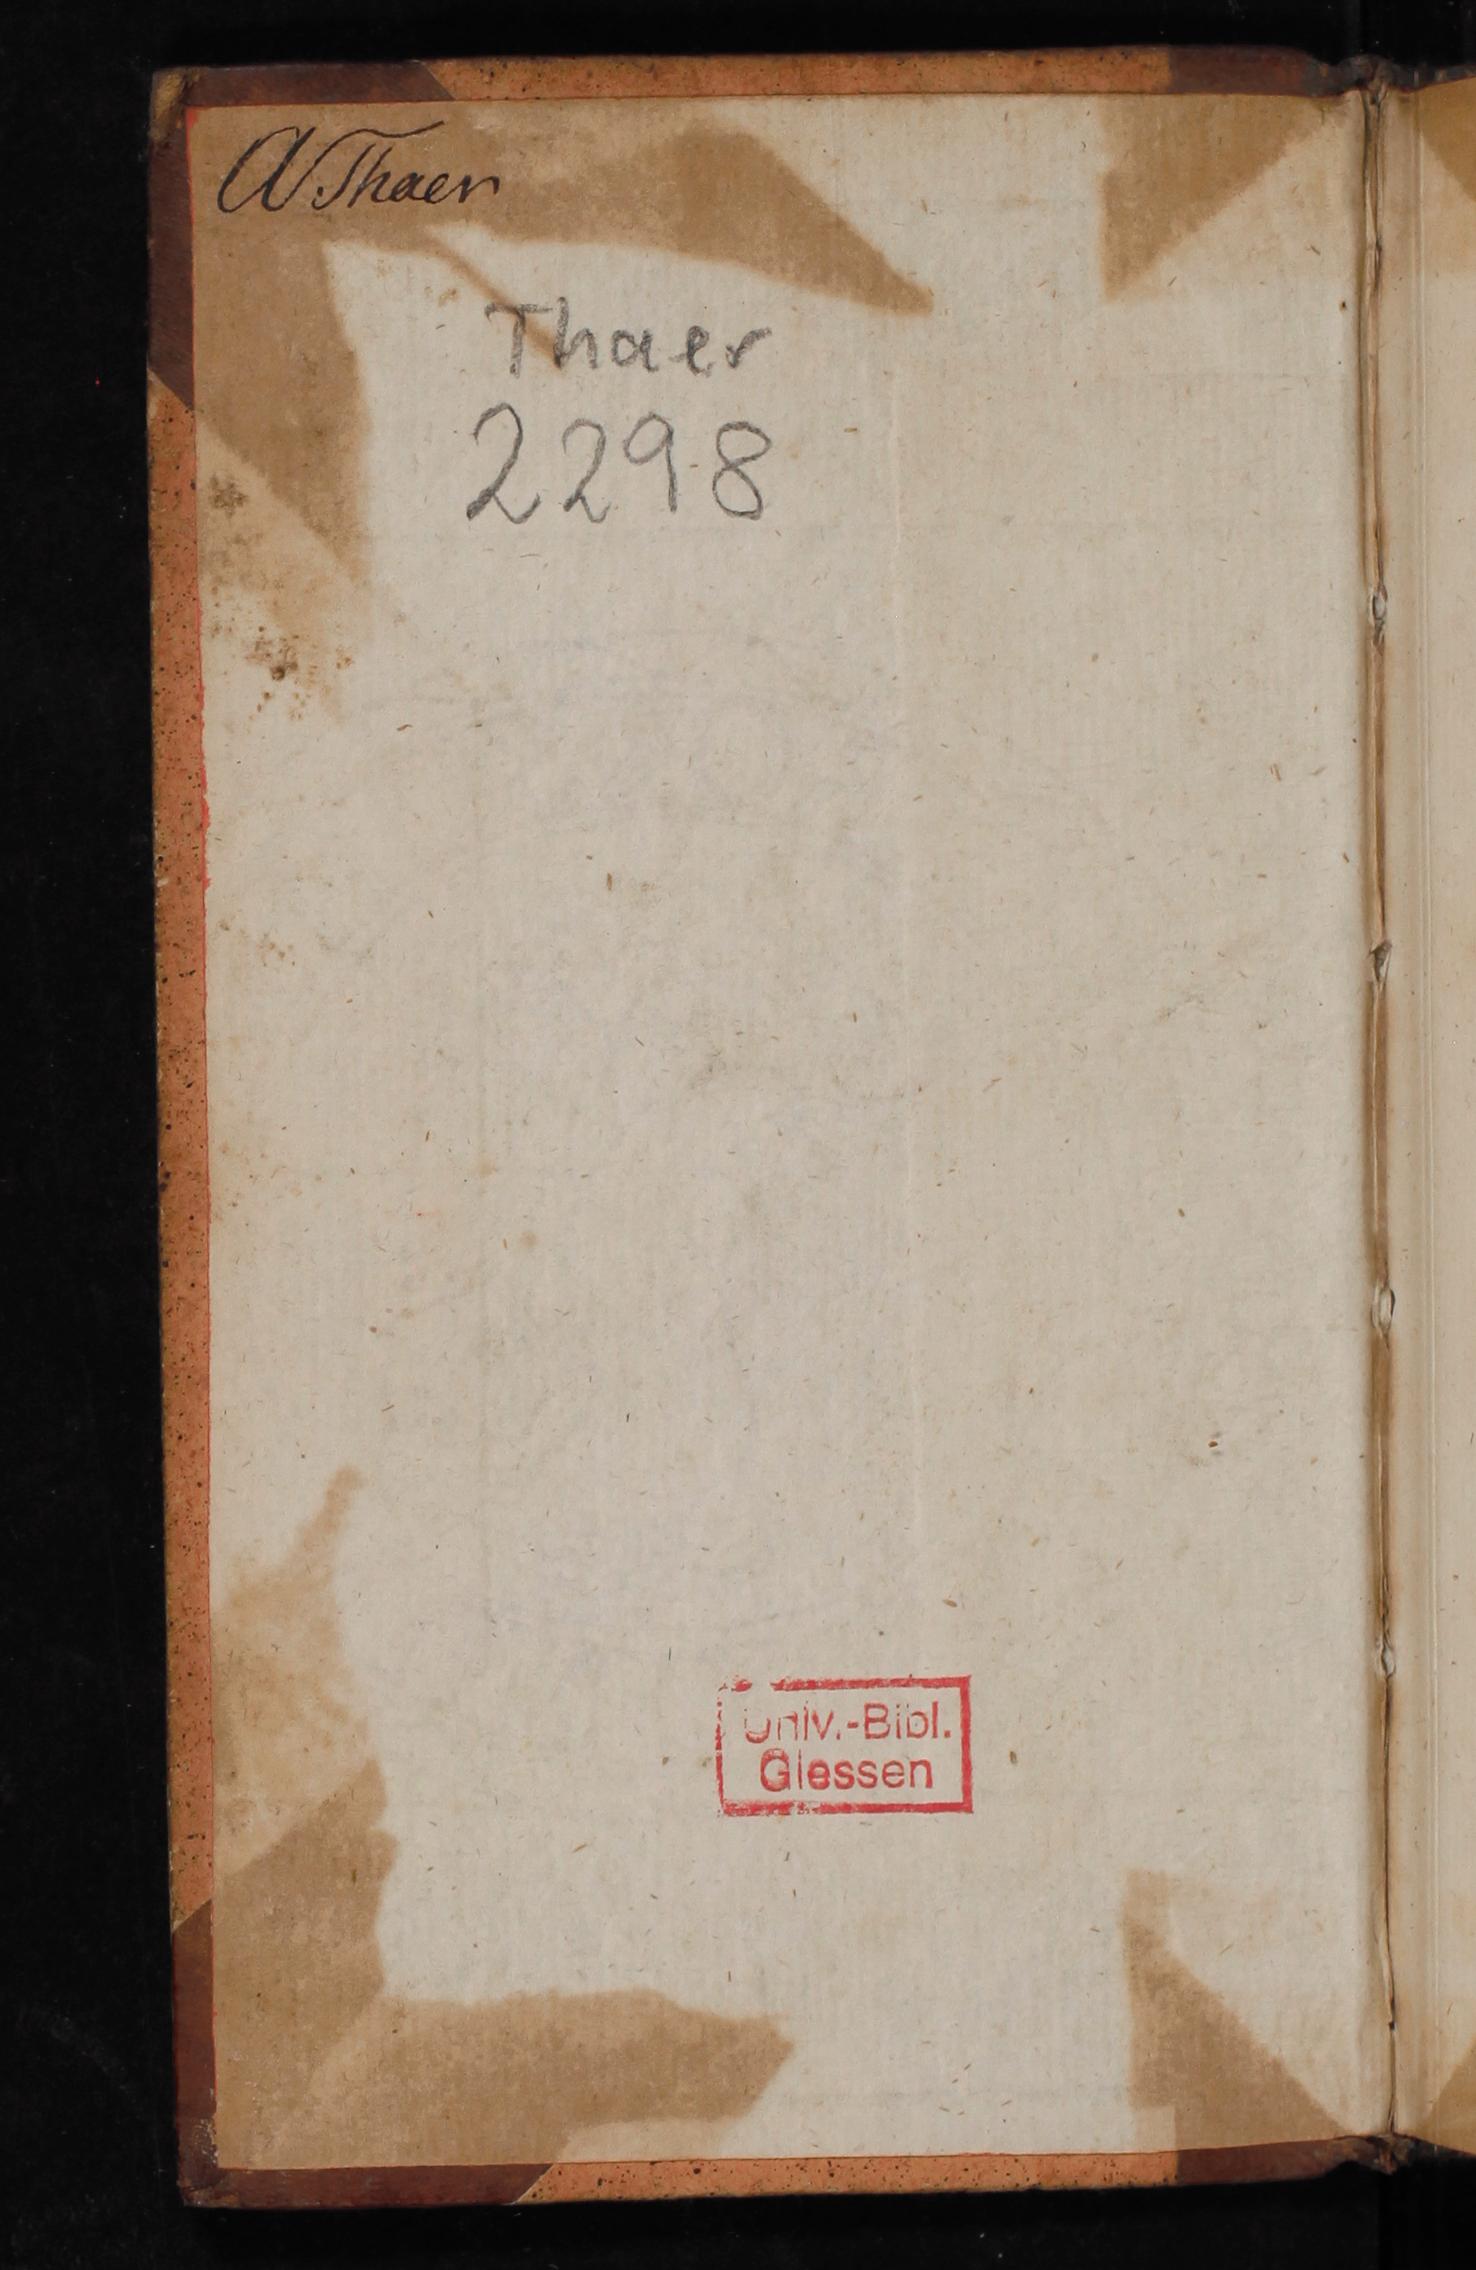 A Thaer
Thaer
2298
Univ.-Bibl.
Giessen